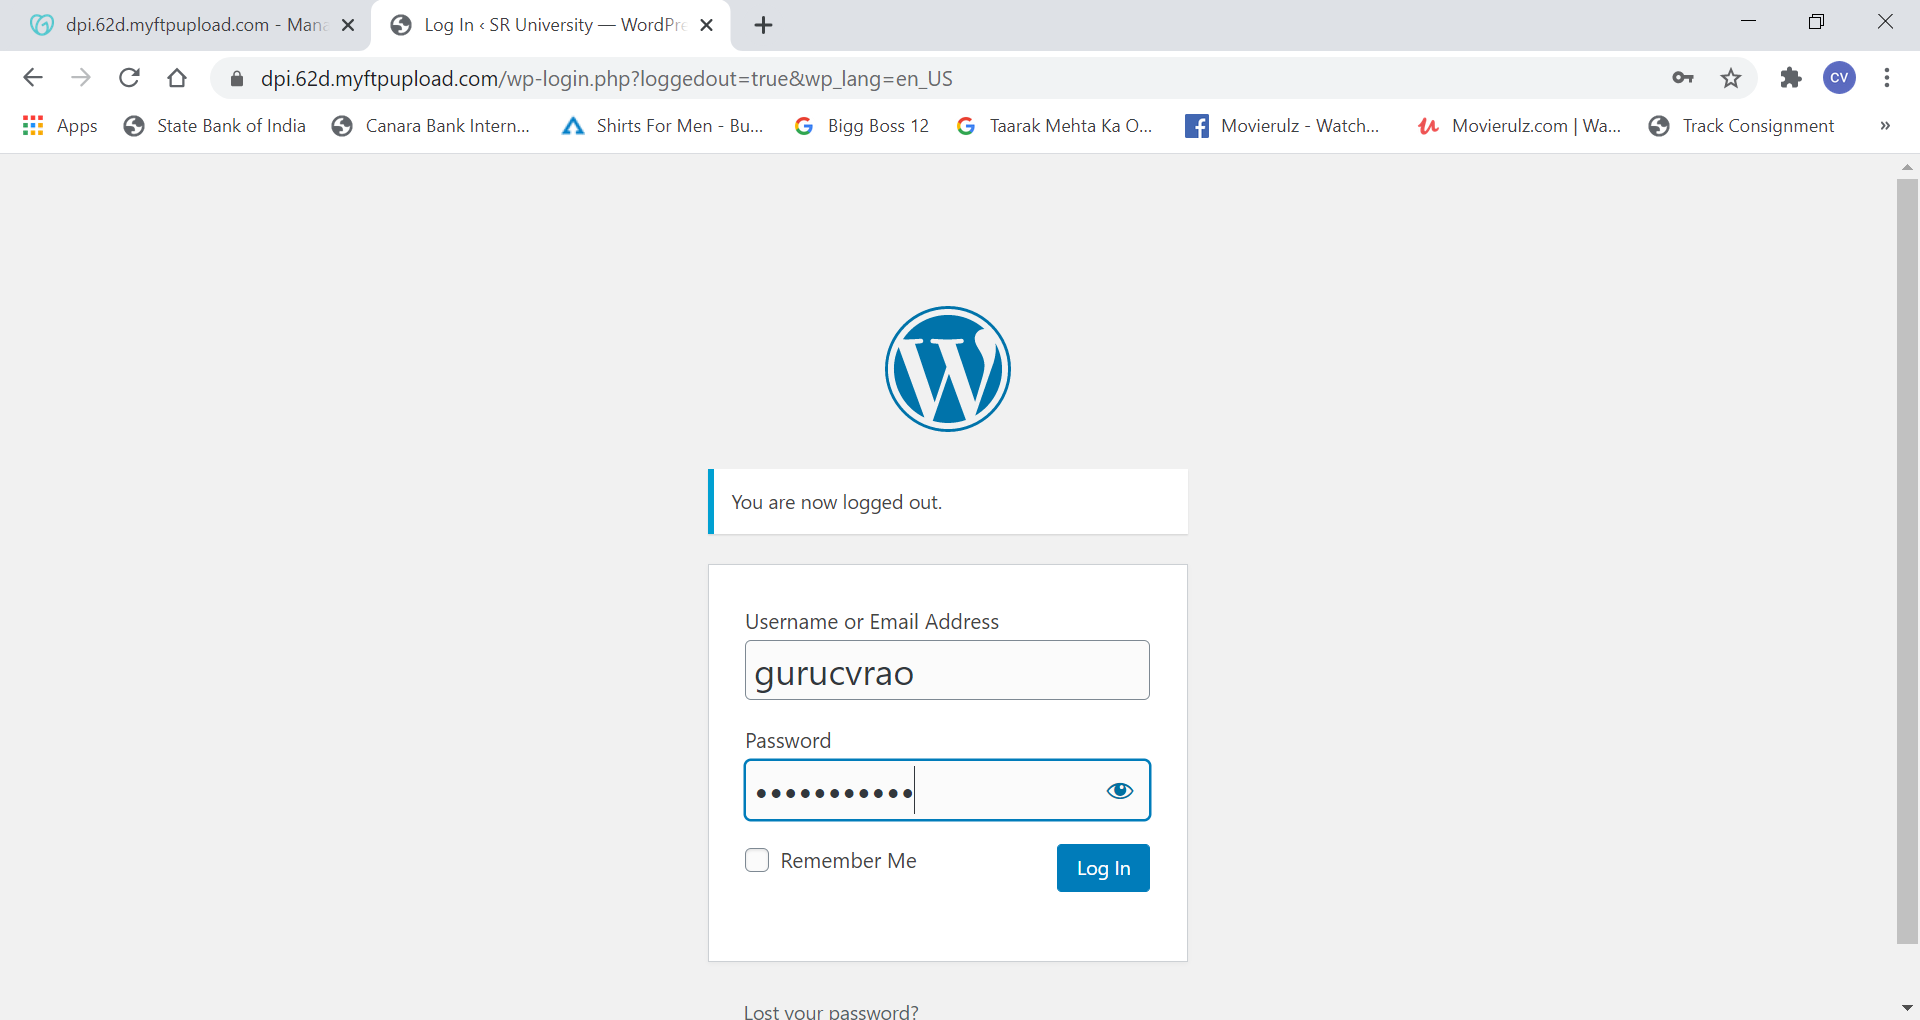 dpi.62d.myftpupload.com - Mana
Log In ‹ SR University — WordPre
dpi.62d.myftpupload.com/wp-login.php?loggedout=true&wp_lang=en_US
CV
Apps
State Bank of India
Canara Bank Intern...
Shirts For Men - Bu...
Bigg Boss 12
Taarak Mehta Ka O...
Movierulz - Watch...
Movierulz.com | Wa...
Track Consignment
»
You are now logged out.
Username or Email Address
gurucvrao
Password
•••••••••••
Remember Me
Log In
Lost your password?